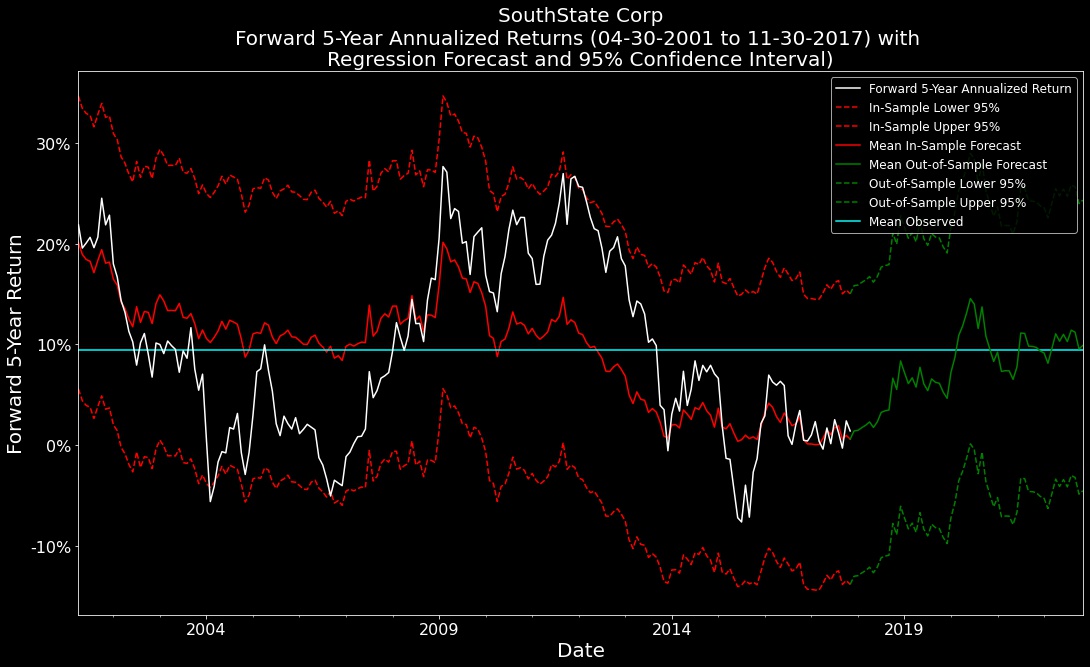 SouthState Corp
Forward 5-Year Annualized Returns (04-30-2001 to 11-30-2017) with
Regression Forecast and 95% Confidence Interval)
Forward 5-Year Annualized Return
In-Sample Lower 95%
In-Sample Upper 95%
Mean In-Sample Forecast
Mean Out-of-Sample Forecast
Out-of-Sample Lower 95%
Out-of-Sample Upper 95%
Mean Observed
Forward 5-Year Return
30%
20%
10%
0%
-10%
2004
2009
2014
2019
Date